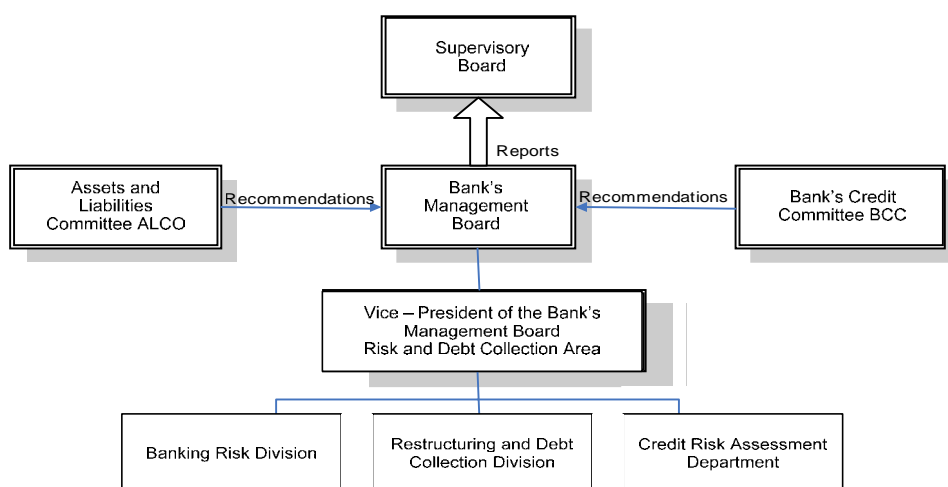 Supervisory
Board
Reports
Assets and
Liabilities
Committee ALCO
Recommendations
Bank's
Management
Board
Recommendations
Bank's Credit
Committee BCC
Vice – President of the Bank's
Management Board
Risk and Debt Collection Area
Banking Risk Division
Restructuring and Debt
Collection Division
Credit Risk Assessment
Department